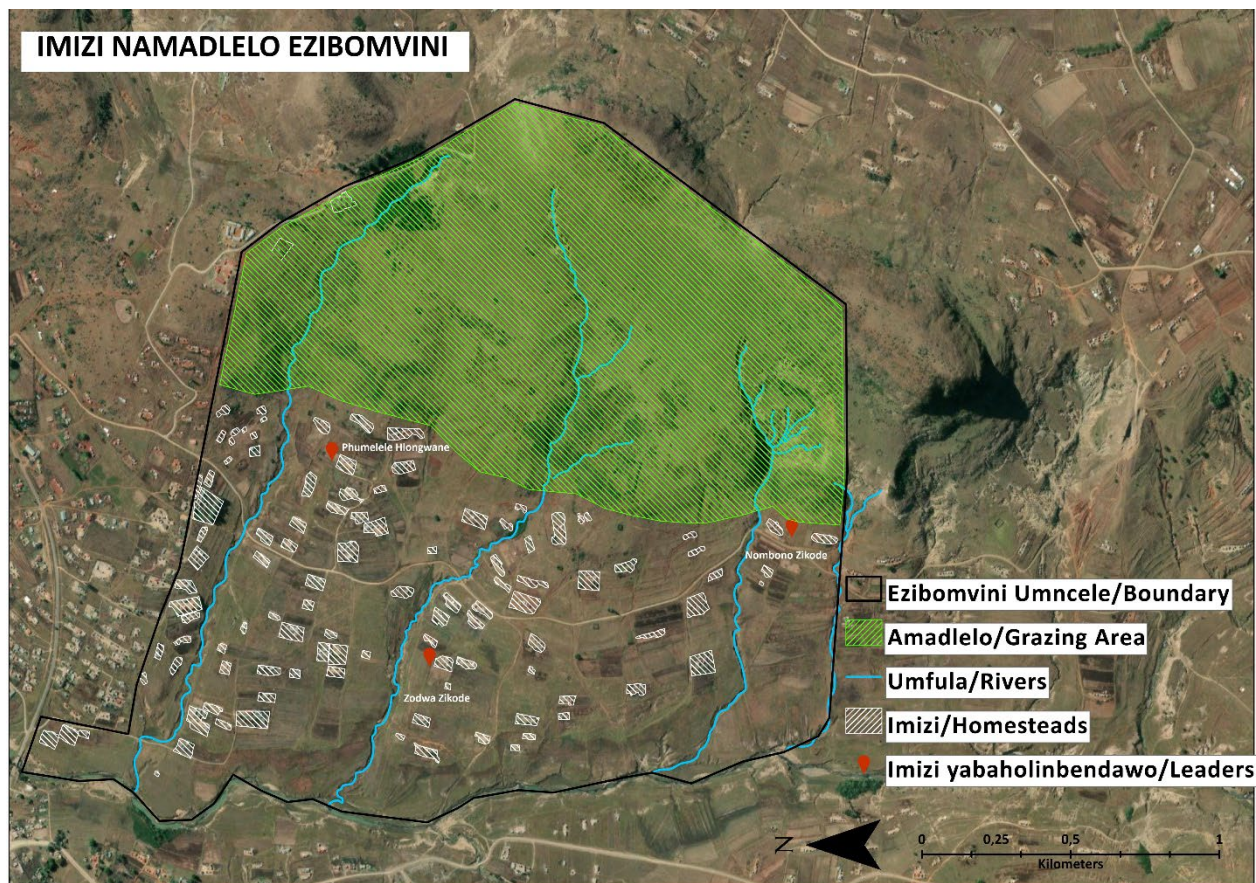 IMIZI NAMADLELO EZIBOMVINI
Phumelele Hlongwane
Nombono Zikode
Zodwa Zikode
Ezibomvini Umncele/Boundary
Amadlelo/Grazing Area
Umfula/Rivers
Imizi/Homesteads
Imizi yabaholinbendawo/Leaders
N
0 0,25 0,5 1
Kilometers